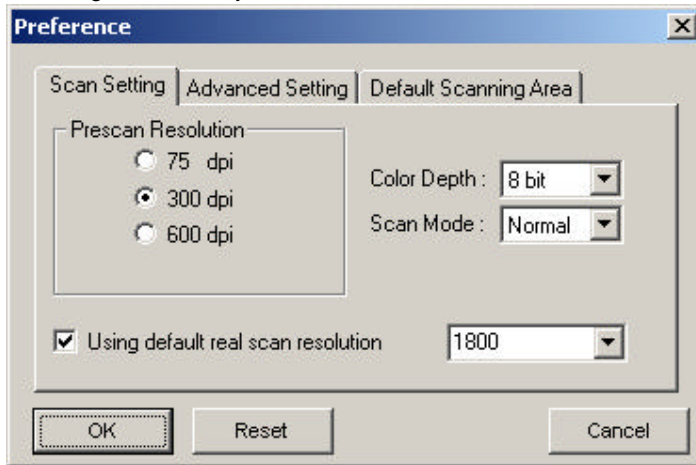 Preference
Scan Setting Advanced Setting Default Scanning Area
Prescan Resolution
75 dpi
300 dpi
600 dpi
Color Depth : 8 bit
Scan Mode : Normal
Using default real scan resolution 1800
OK Reset Cancel